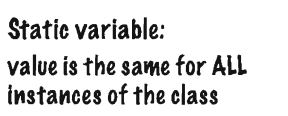 Static variable:
value is the same for ALL
instances of the class